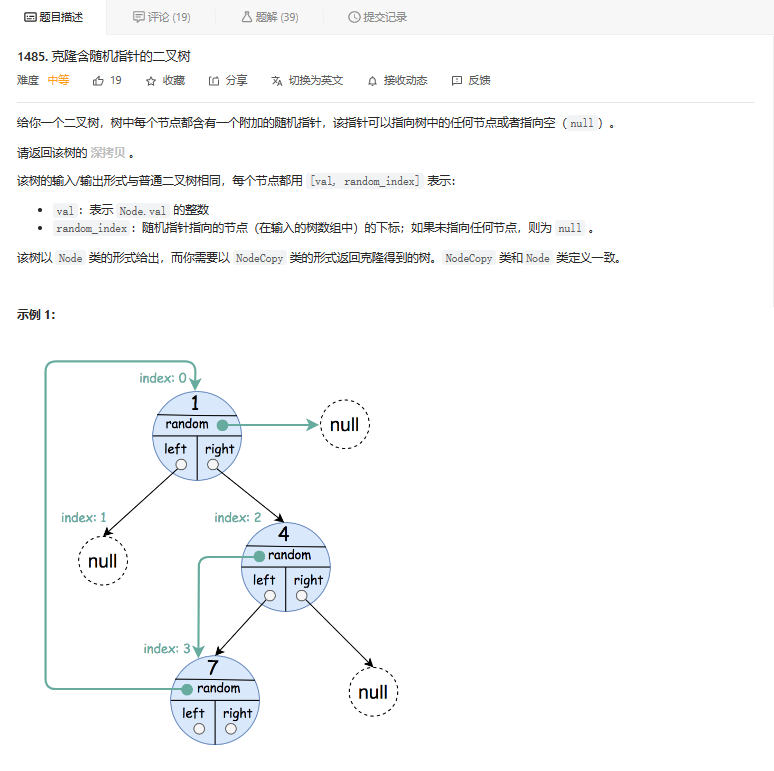 题目描述 评论 (19) 题解 (39) 提交记录
1485. 克隆含随机指针的二叉树
难度 中等 19 收藏 分享 切换为英文 接收动态 反馈
给你一个二叉树，树中每个节点都含有一个附加的随机指针，该指针可以指向树中的任何节点或者指向空（null）。
请返回该树的 深拷贝 。
该树的输入/输出形式与普通二叉树相同，每个节点都用 [val, random_index] 表示：
val：表示 Node.val 的整数
random_index：随机指针指向的节点（在输入的树数组中）的下标；如果未指向任何节点，则为 null 。
该树以 Node 类的形式给出，而你需要以 NodeCopy 类的形式返回克隆得到的树。NodeCopy 类和 Node 类定义一致。
示例 1：
index: 0
1
random
null
left right
index: 1
index: 2
null
4
random
left right
index: 3
7
random
null
left right